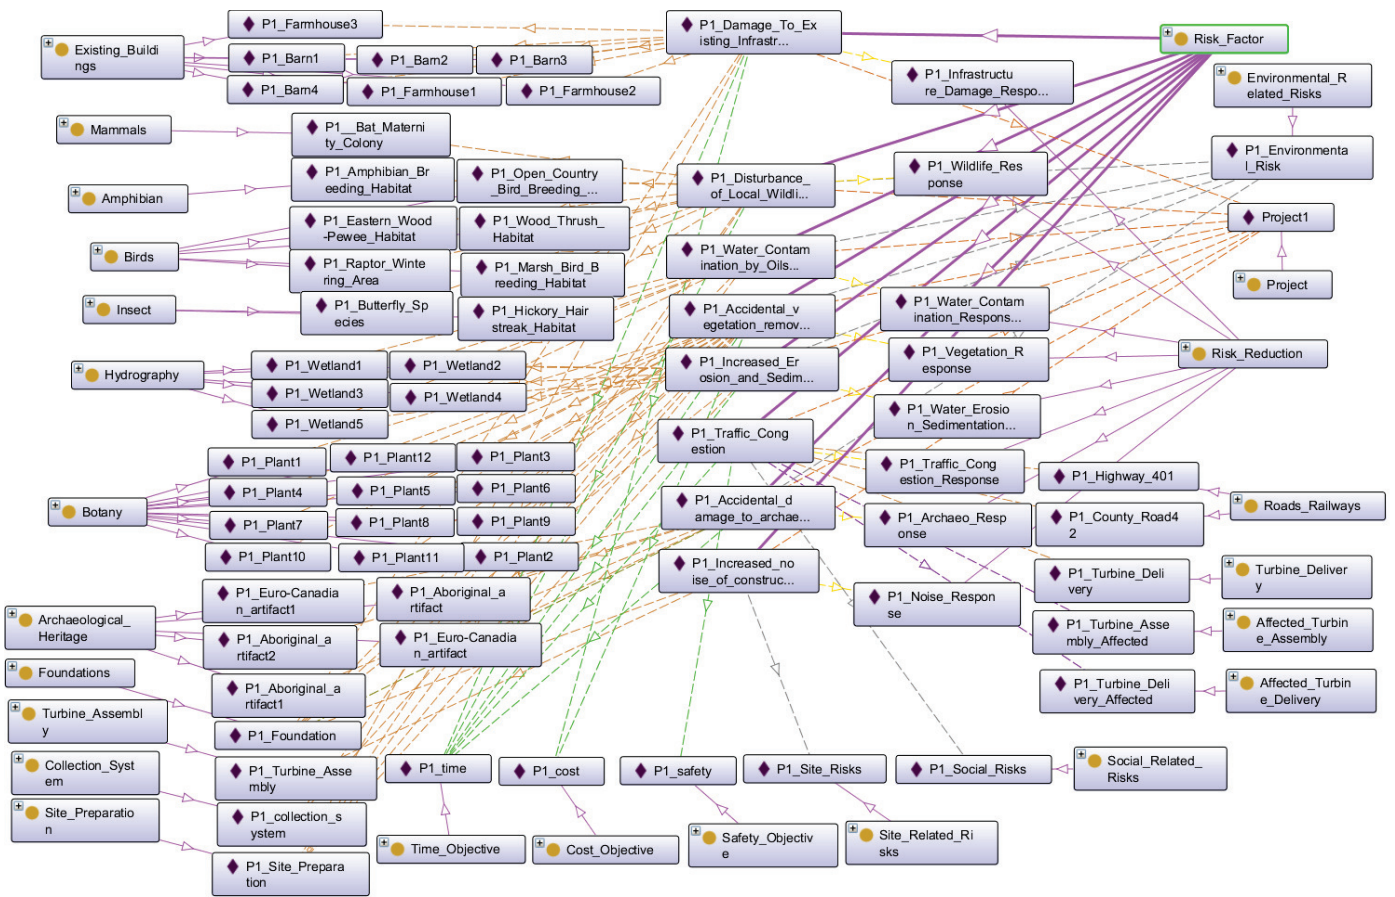 P1_Farmhouse3
P1_Damage_To_Ex
isting_Infrastr...
Risk_Factor
Existing_Buildi
ngs
P1_Barn1
P1_Barn2
P1_Barn3
P1_Barn4
P1_Farmhouse1
P1_Farmhouse2
P1_Infrastructu
re_Damage_Respo...
Environmental_R
elated_Risks
Mammals
P1__Bat_Materni
ty_Colony
P1_Environmenta
l_Risk
P1_Wildlife_Res
ponse
Amphibian
P1_Amphibian_Br
eeding_Habitat
P1_Open_Country
_Bird_Breeding_...
P1_Disturbance_
of_Local_Wildli...
P1_Eastern_Wood
-Pewee_Habitat
P1_Wood_Thrush_
Habitat
Project1
Birds
P1_Water_Contam
ination_by_Oils...
P1_Raptor_Winte
ring_Area
P1_Marsh_Bird_B
reeding_Habitat
Project
Insect
P1_Butterfly_Sp
ecies
P1_Hickory_Hair
streak_Habitat
P1_Accidental_v
egetation_remov...
P1_Water_Contam
ination_Respons...
P1_Vegetation_R
esponse
Risk_Reduction
Hydrography
P1_Wetland1
P1_Wetland2
P1_Increased_Er
osion_and_Sedim...
P1_Wetland3
P1_Wetland4
P1_Wetland5
P1_Water_Erosio
n_Sedimentation...
P1_Traffic_Cong
estion
P1_Plant1
P1_Plant12
P1_Plant3
P1_Traffic_Cong
estion_Response
P1_Highway_401
P1_Plant4
P1_Plant5
P1_Plant6
Botany
P1_Accidental_d
amage_to_archae...
Roads_Railways
P1_Plant7
P1_Plant8
P1_Plant9
P1_Archaeo_Resp
onse
P1_County_Road4
2
P1_Plant10
P1_Plant11
P1_Plant2
P1_Increased_no
ise_of_construc...
P1_Turbine_Deli
very
Turbine_Deliver
y
P1_Euro-Canadia
n_artifact1
P1_Aboriginal_a
rtifact
P1_Noise_Respon
se
Archaeological_
Heritage
P1_Aboriginal_a
rtifact2
P1_Euro-Canadia
n_artifact
P1_Turbine_Asse
mbly_Affected
Affected_Turbin
e_Assembly
Foundations
P1_Aboriginal_a
rtifact1
P1_Turbine_Deli
very_Affected
Affected_Turbin
e_Delivery
Turbine_Assembl
y
P1_Foundation
Collection_Syst
em
P1_Turbine_Asse
mbly
P1_time
P1_cost
P1_safety
P1_Site_Risks
P1_Social_Risks
Social_Related_
Risks
Site_Preparatio
n
P1_collection_s
ystem
Time_Objective
Cost_Objective
Safety_Objectiv
e
Site_Related_Ri
sks
P1_Site_Prepara
tion